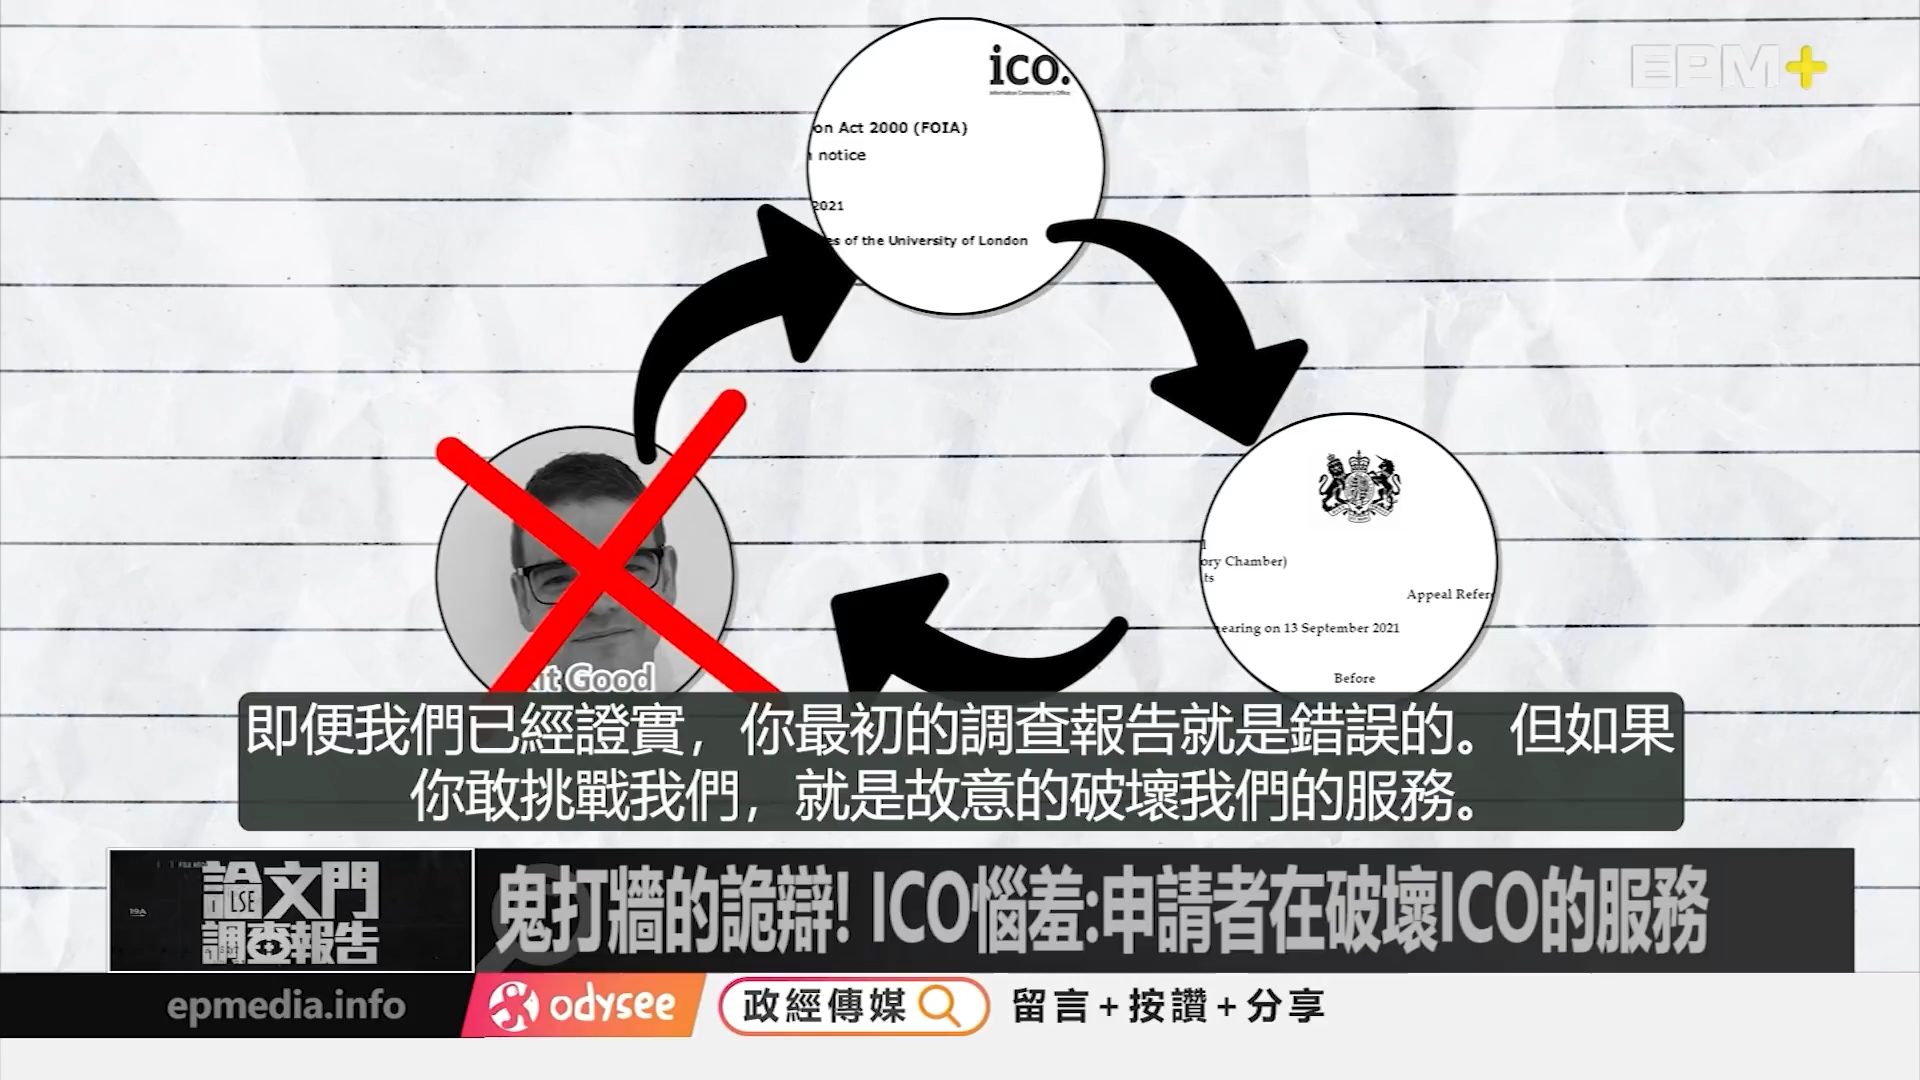 EPM+
ico.
Information Commissioner's Office
on Act 2000 (FOIA)
notice
2021
es of the University of London
ory Chamber)
ts
Appeal Refer
earing on 13 September 2021
Before
it Good
即便我們已經證實，你最初的調查報告就是錯誤的。但如果
你敢挑戰我們，就是故意的破壞我們的服務。
論文門
LSE
調查報告
19A
鬼打牆的詭辯! ICO惱羞:申請者在破壞ICO的服務
epmedia.info
odysee
政經傳媒
留言+按讚+分享